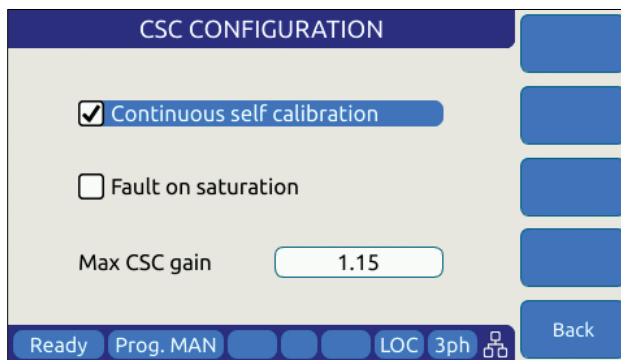 CSC CONFIGURATION
Continuous self calibration
Fault on saturation
Max CSC gain 1.15
Back
Ready Prog. MAN LOC 3ph